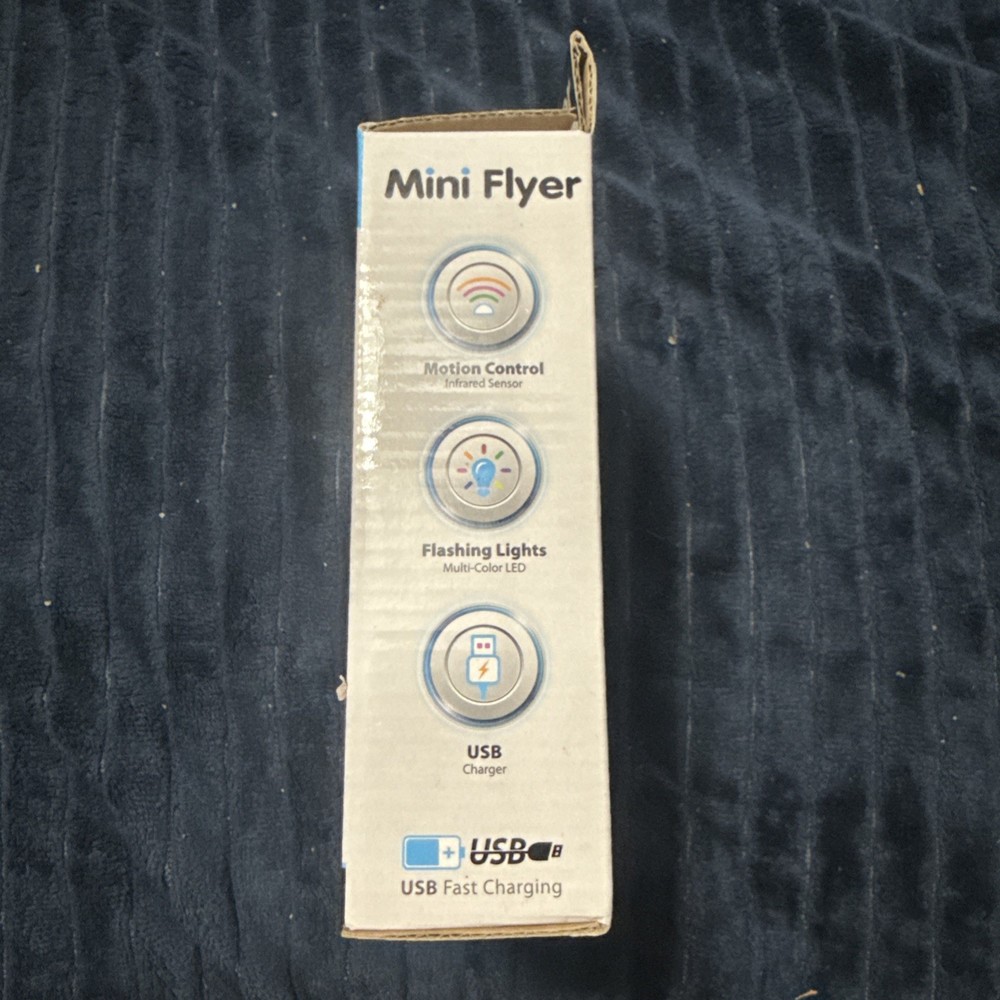 Mini Flyer
Motion Control
Infrared Sensor
Flashing Lights
Multi-Color LED
USB
Charger
USB
USB Fast Charging